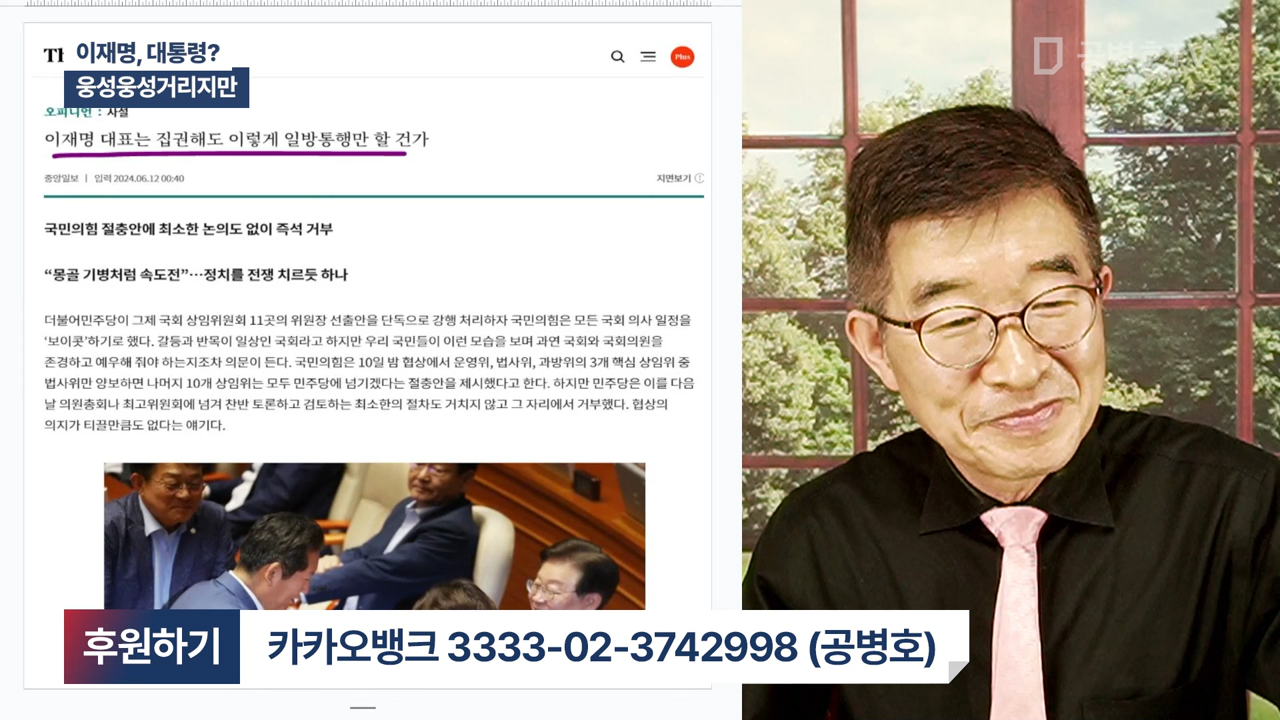 이재명, 대통령?
웅성웅성거리지만
Plus
오피니언 : 사설
이재명 대표는 집권해도 이렇게 일방통행만 할 건가
중앙일보 | 입력 2024.06.12 00:40
지면보기
국민의힘 절충안에 최소한 논의도 없이 즉석 거부
“몽골 기병처럼 속도전”…정치를 전쟁 치르듯 하나
더불어민주당이 그제 국회 상임위원회 11곳의 위원장 선출안을 단독으로 강행 처리하자 국민의힘은 모든 국회 의사 일정을
‘보이콧’하기로 했다. 갈등과 반목이 일상인 국회라고 하지만 우리 국민들이 이런 모습을 보며 과연 국회와 국회의원을
존경하고 예우해 줘야 하는지조차 의문이 든다. 국민의힘은 10일 밤 협상에서 운영위, 법사위, 과방위의 3개 핵심 상임위 중
법사위만 양보하면 나머지 10개 상임위는 모두 민주당에 넘기겠다는 절충안을 제시했다고 한다. 하지만 민주당은 이를 다음
날 의원총회나 최고위원회에 넘겨 찬반 토론하고 검토하는 최소한의 절차도 거치지 않고 그 자리에서 거부했다. 협상의
의지가 티끌만큼도 없다는 얘기다.
후원하기
카카오뱅크 3333-02-3742998 (공병호)